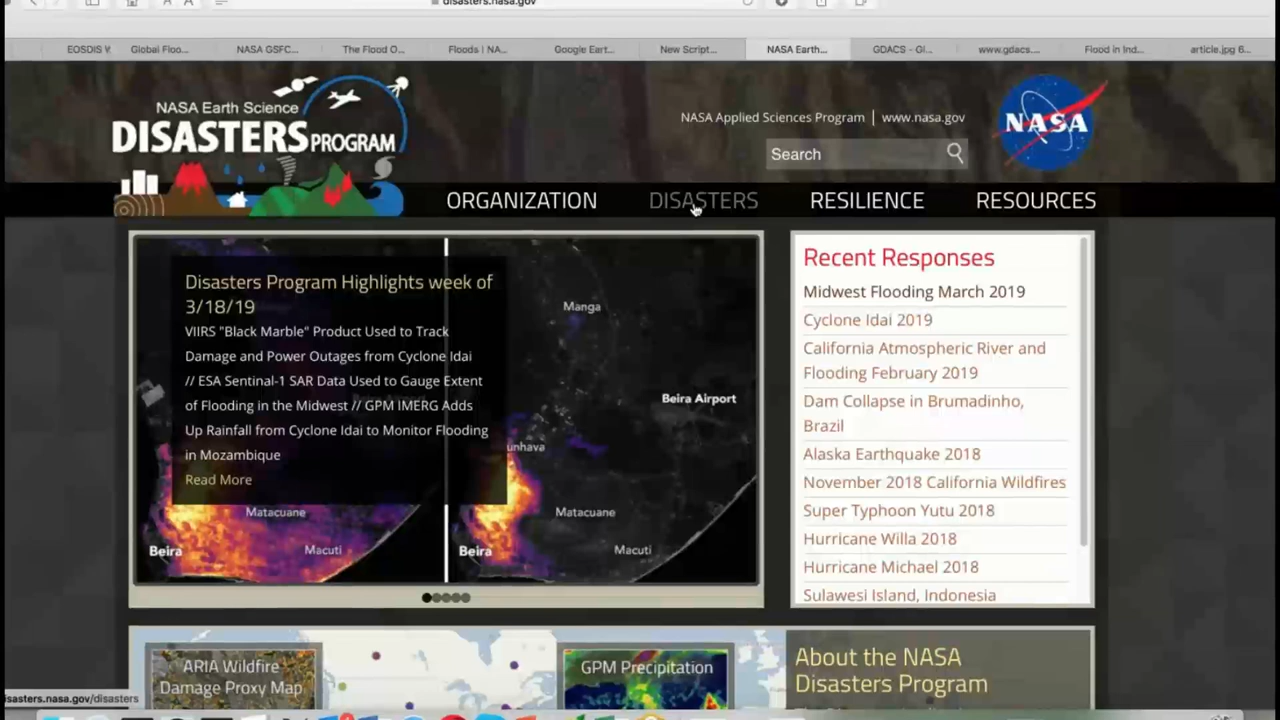 disasters.nasa.gov
EOSDIS W
Global Floo...
NASA GSFC...
The Flood O...
Floods | NA...
Google Eart...
New Script...
NASA Earth...
GDACS - Gl...
www.gdacs....
Flood in Ind...
article.jpg 6...
NASA Earth Science
DISASTERS PROGRAM
NASA Applied Sciences Program | www.nasa.gov
Search
NASA
ORGANIZATION
DISASTERS
RESILIENCE
RESOURCES
Disasters Program Highlights week of
3/18/19
VIIRS "Black Marble" Product Used to Track
Damage and Power Outages from Cyclone Idai
// ESA Sentinal-1 SAR Data Used to Gauge Extent
of Flooding in the Midwest // GPM IMERG Adds
Up Rainfall from Cyclone Idai to Monitor Flooding
in Mozambique
Read More
Manga
Beira Airport
unhava
Matacuane
Matacuane
Beira
Macuti
Beira
Macuti
Recent Responses
Midwest Flooding March 2019
Cyclone Idai 2019
California Atmospheric River and
Flooding February 2019
Dam Collapse in Brumadinho,
Brazil
Alaska Earthquake 2018
November 2018 California Wildfires
Super Typhoon Yutu 2018
Hurricane Willa 2018
Hurricane Michael 2018
Sulawesi Island, Indonesia
ARIA Wildfire
Damage Proxy Map
GPM Precipitation
About the NASA
Disasters Program
isasters.nasa.gov/disasters